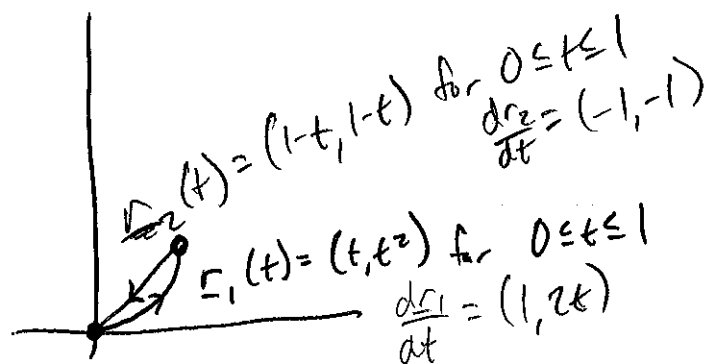 r₂(t) = (1-t, 1-t) for 0 ≤ t ≤ 1
dr₂/dt = (-1, -1)
r₁(t) = (t, t²) for 0 ≤ t ≤ 1
dr₁/dt = (1, 2t)